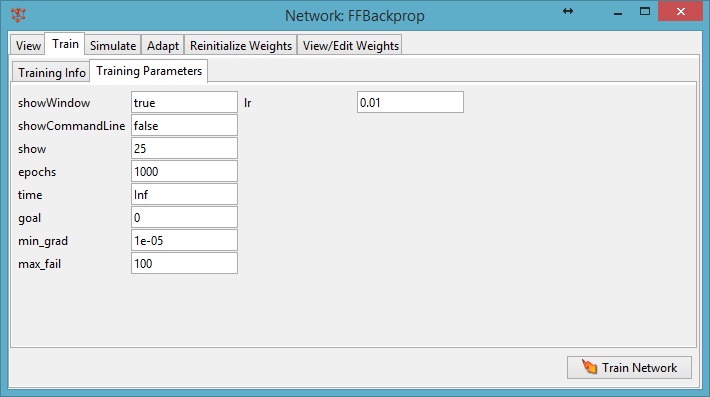 Network: FFBackprop
View Train Simulate Adapt Reinitialize Weights View/Edit Weights
Training Info Training Parameters
showWindow true lr 0.01
showCommandLine false
show 25
epochs 1000
time Inf
goal 0
min_grad 1e-05
max_fail 100
Train Network